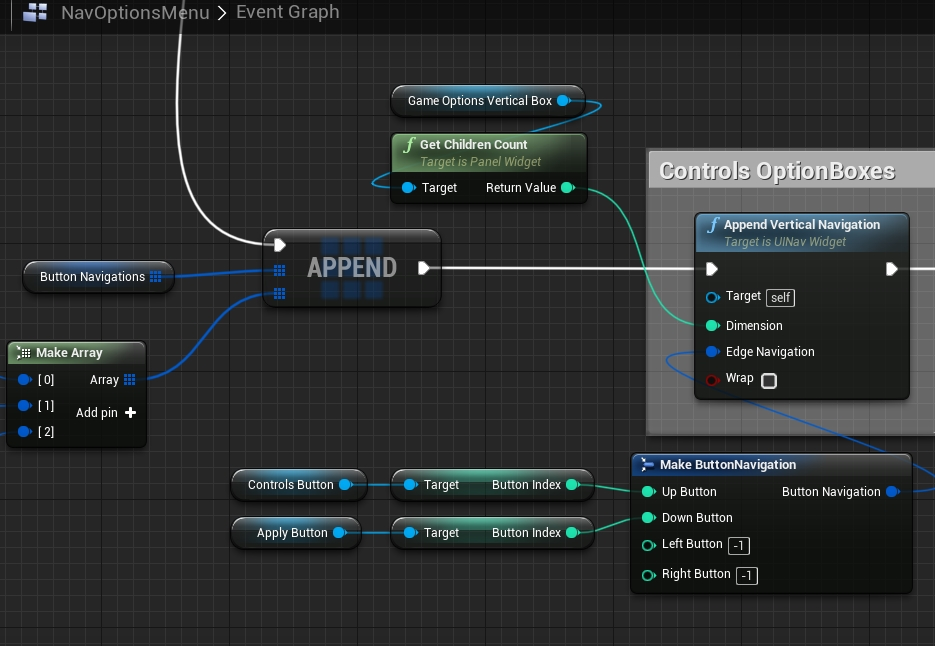 NavOptionsMenu > Event Graph
Game Options Vertical Box
f Get Children Count
Target is Panel Widget
Target Return Value
Controls OptionBoxes
f Append Vertical Navigation
Target is UINav Widget
Target self
Dimension
Edge Navigation
Wrap
APPEND
Button Navigations
Make Array
[0] Array
[1]
Add pin +
[2]
Controls Button
Target Button Index
Apply Button
Target Button Index
Make ButtonNavigation
Up Button Button Navigation
Down Button
Left Button -1
Right Button -1